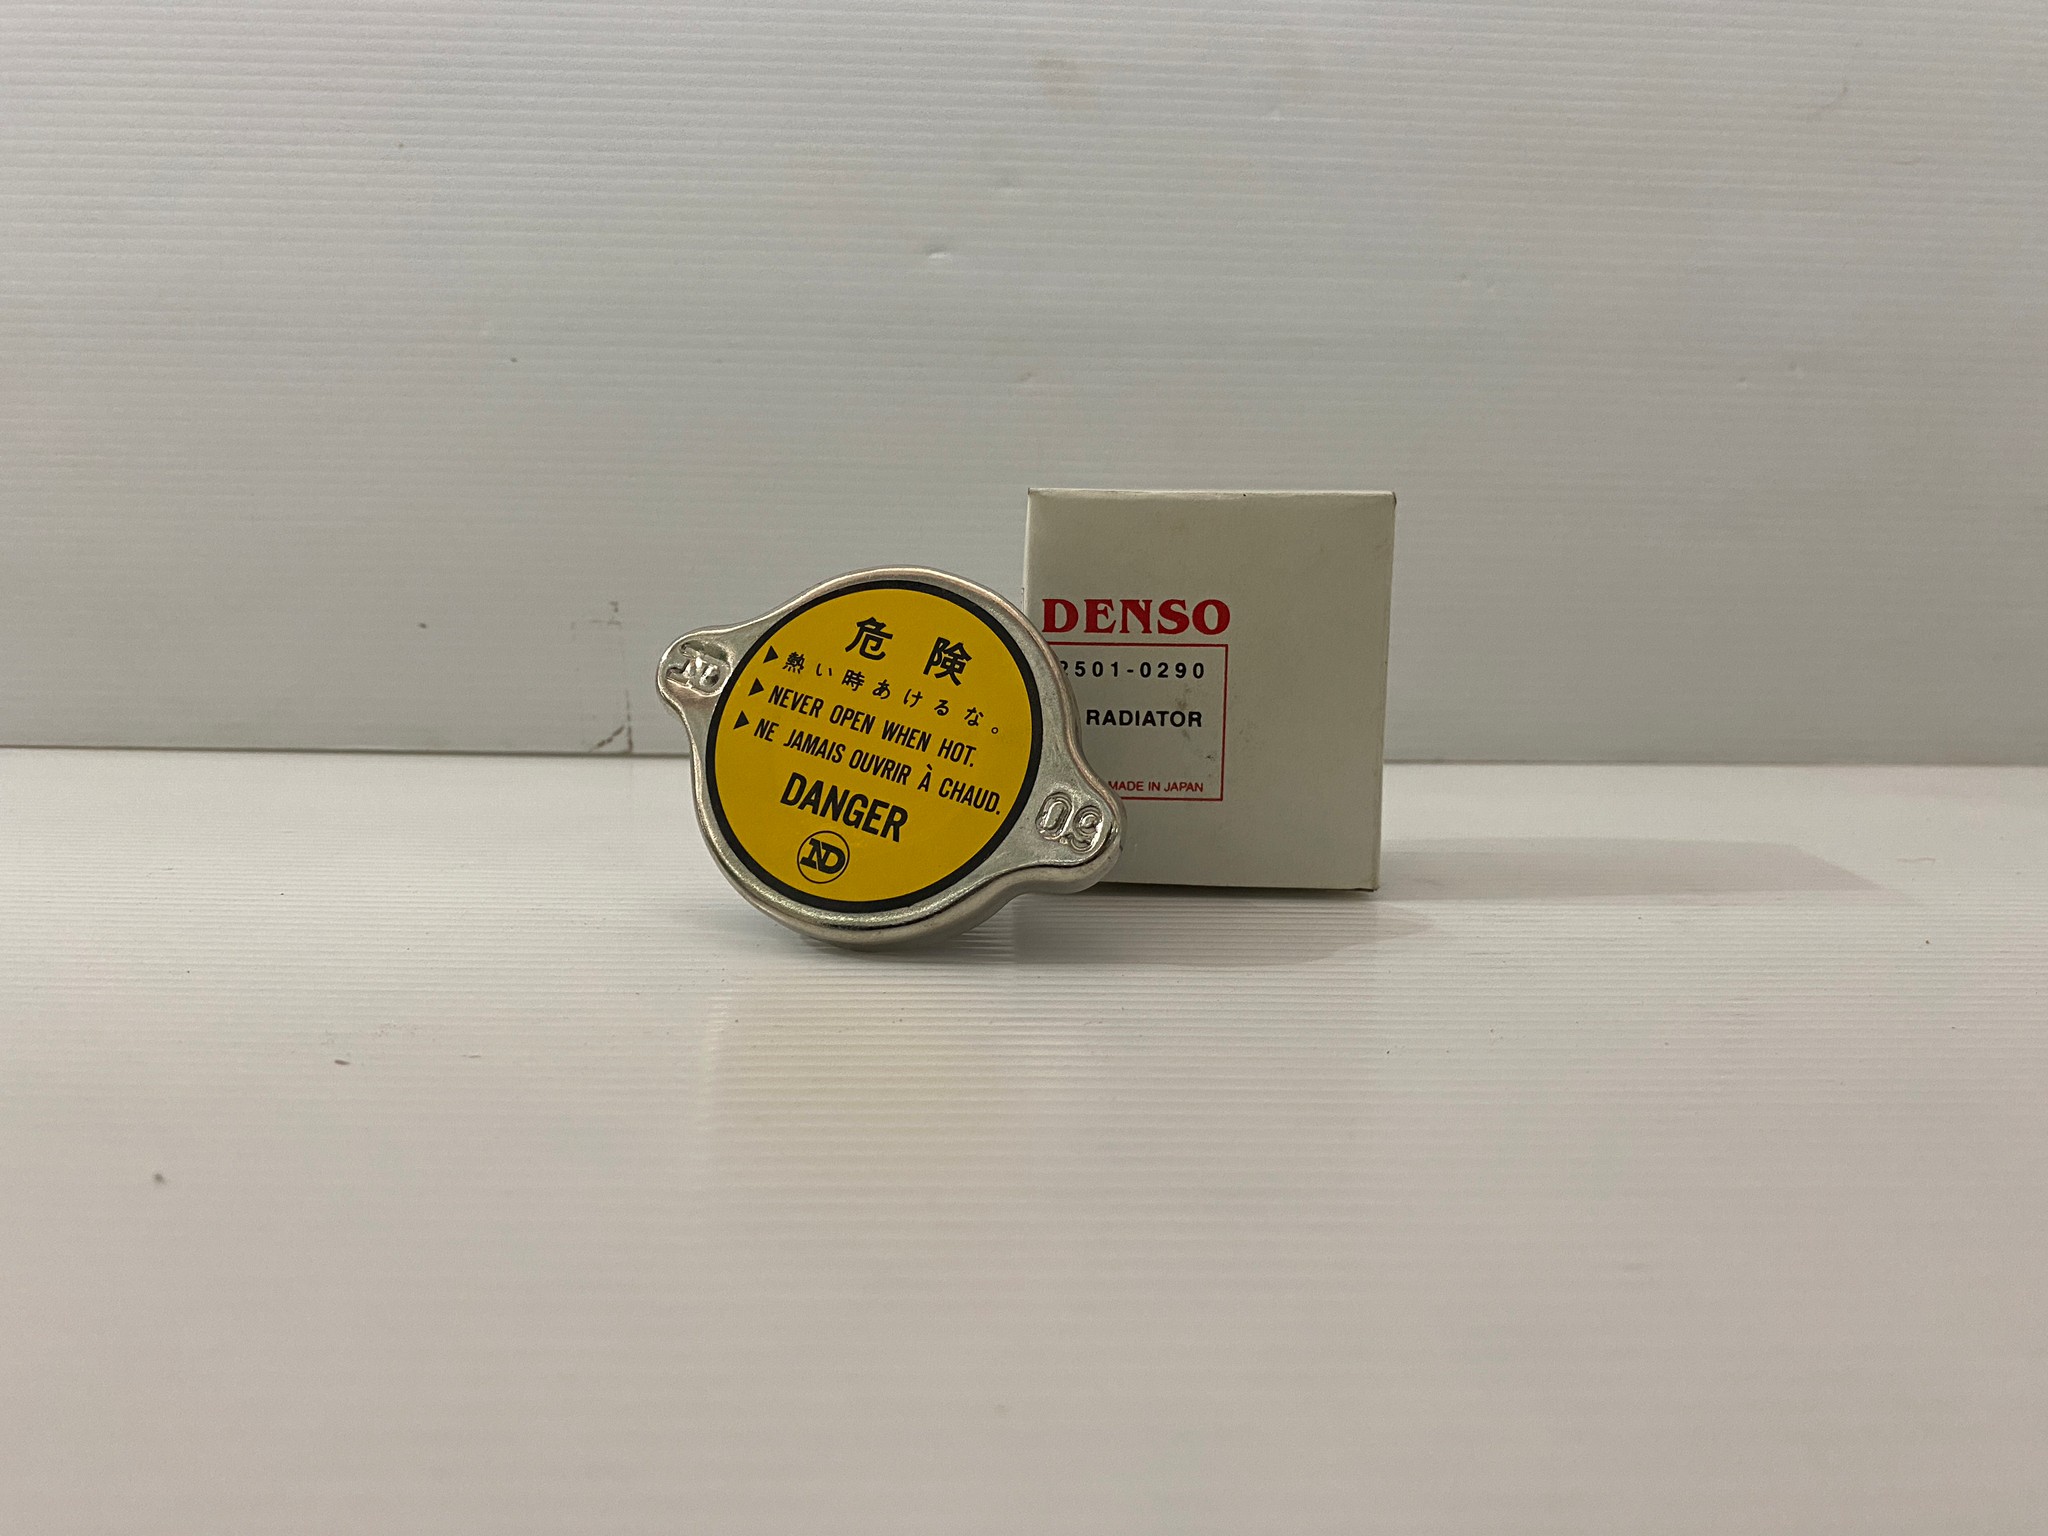 危険
▶熱い時あけるな。
▶NEVER OPEN WHEN HOT.
▶NE JAMAIS OUVRIR À CHAUD.
DANGER
ND
ND
0.9
DENSO
2501-0290
RADIATOR
MADE IN JAPAN